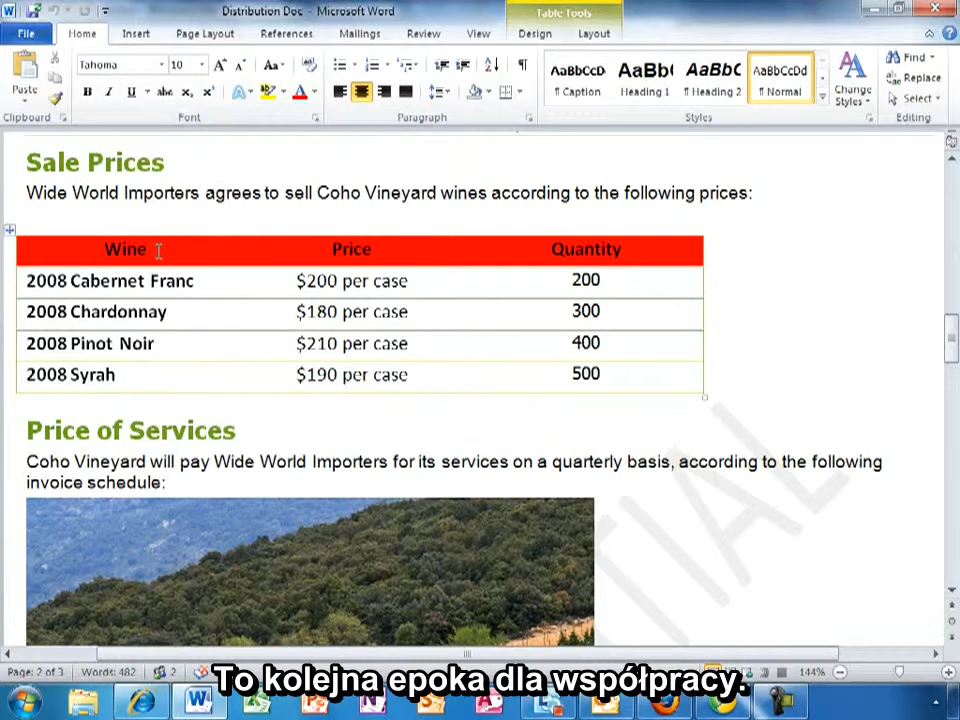 Distribution Doc - Microsoft Word
Table Tools
File Home Insert Page Layout References Mailings Review View Design Layout
Tahoma 10
Paste
Clipboard Font Paragraph Styles Editing
AaBbCcD AaBbC AaBbC AaBbCcDd
¶ Caption Heading 1 ¶ Heading 2 ¶ Normal
Change Styles
Find
Replace
Select
Sale Prices
Wide World Importers agrees to sell Coho Vineyard wines according to the following prices:
Wine Price Quantity
2008 Cabernet Franc $200 per case 200
2008 Chardonnay $180 per case 300
2008 Pinot Noir $210 per case 400
2008 Syrah $190 per case 500
Price of Services
Coho Vineyard will pay Wide World Importers for its services on a quarterly basis, according to the following
invoice schedule:
Page: 2 of 3 Words: 482 2 144%
To kolejna epoka dla współpracy.